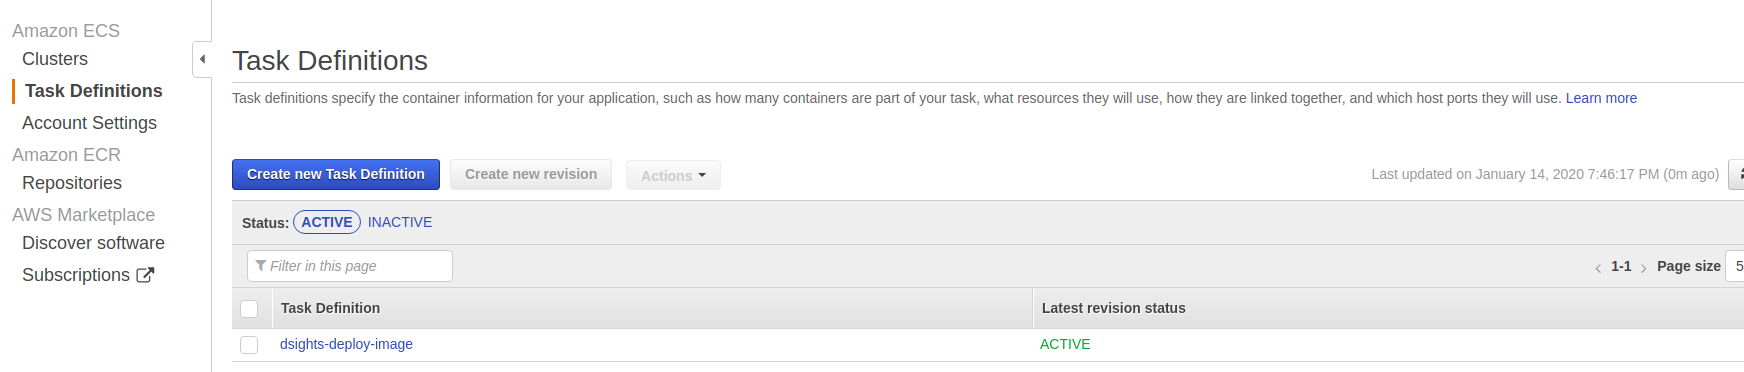 Amazon ECS
Clusters
Task Definitions
Account Settings
Amazon ECR
Repositories
AWS Marketplace
Discover software
Subscriptions
Task Definitions
Task definitions specify the container information for your application, such as how many containers are part of your task, what resources they will use, how they are linked together, and which host ports they will use. Learn more
Create new Task Definition Create new revision Actions Last updated on January 14, 2020 7:46:17 PM (0m ago)
Status: ACTIVE INACTIVE
Filter in this page 1-1 Page size 5
Task Definition Latest revision status
dsights-deploy-image ACTIVE